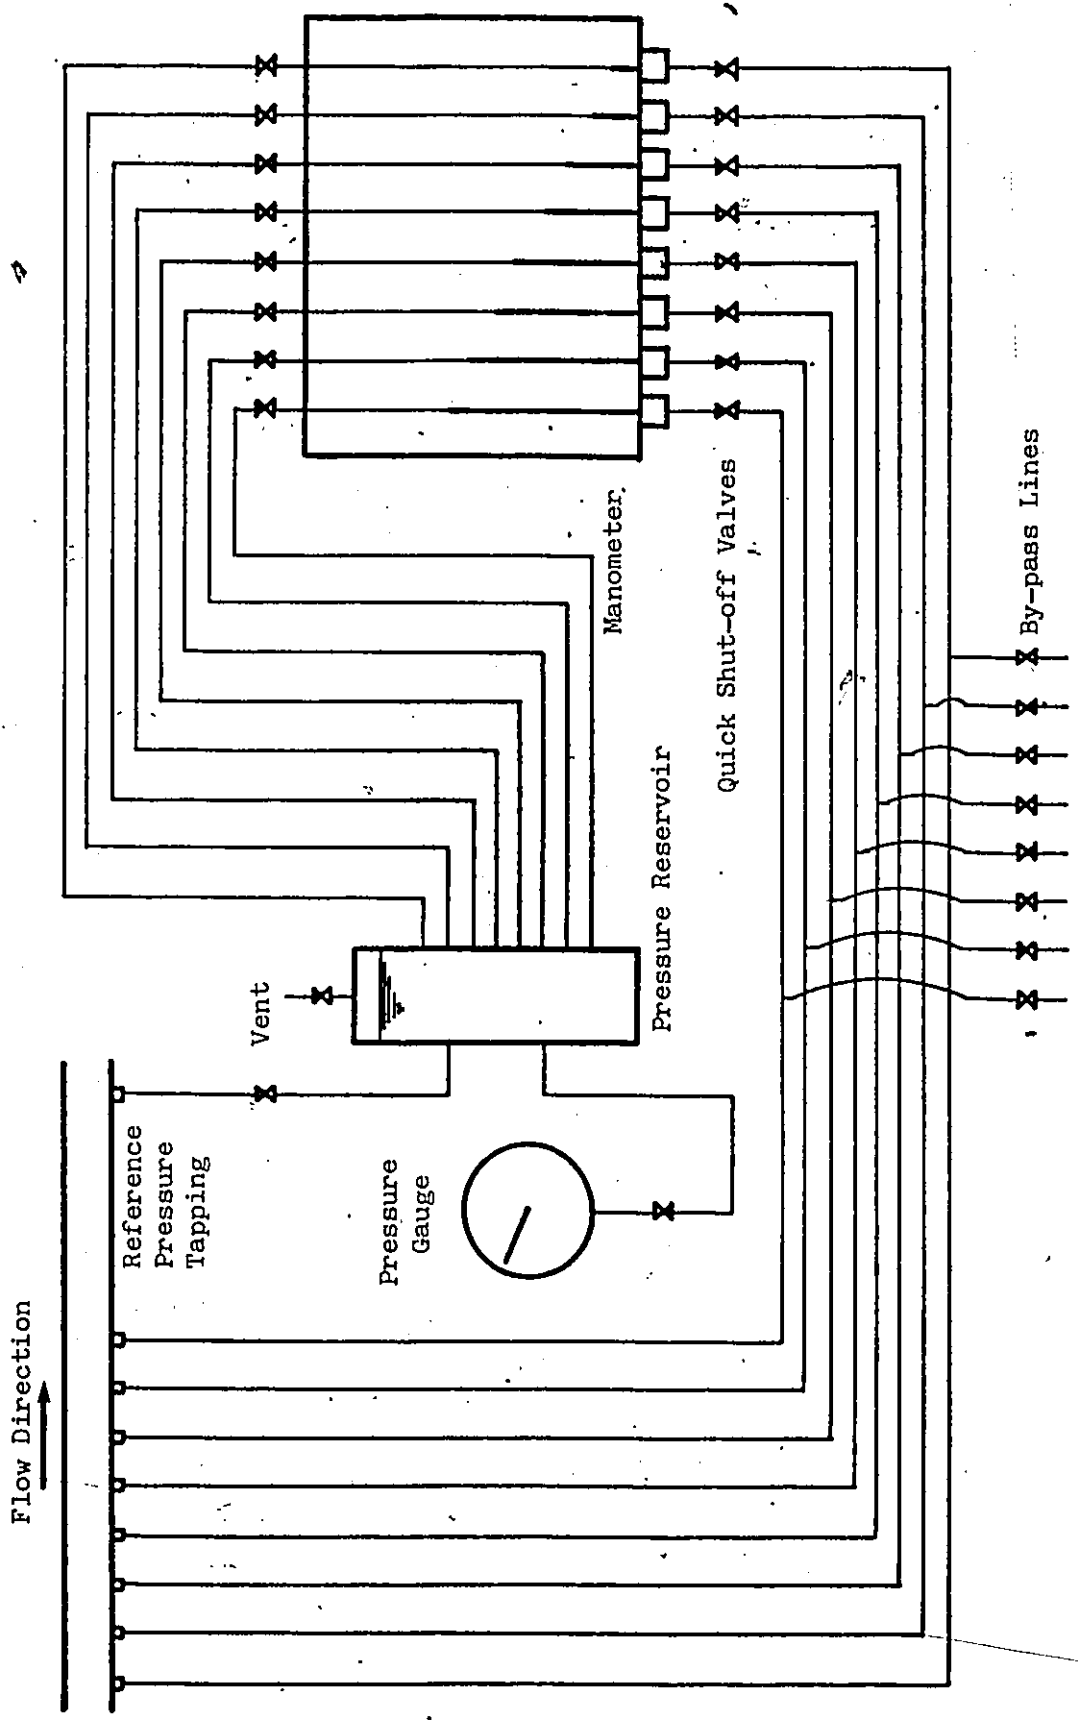 Flow Direction
Reference
Pressure
Tapping
Vent
Pressure
Gauge
Pressure Reservoir
Manometer
Quick Shut-off Valves
By-pass Lines